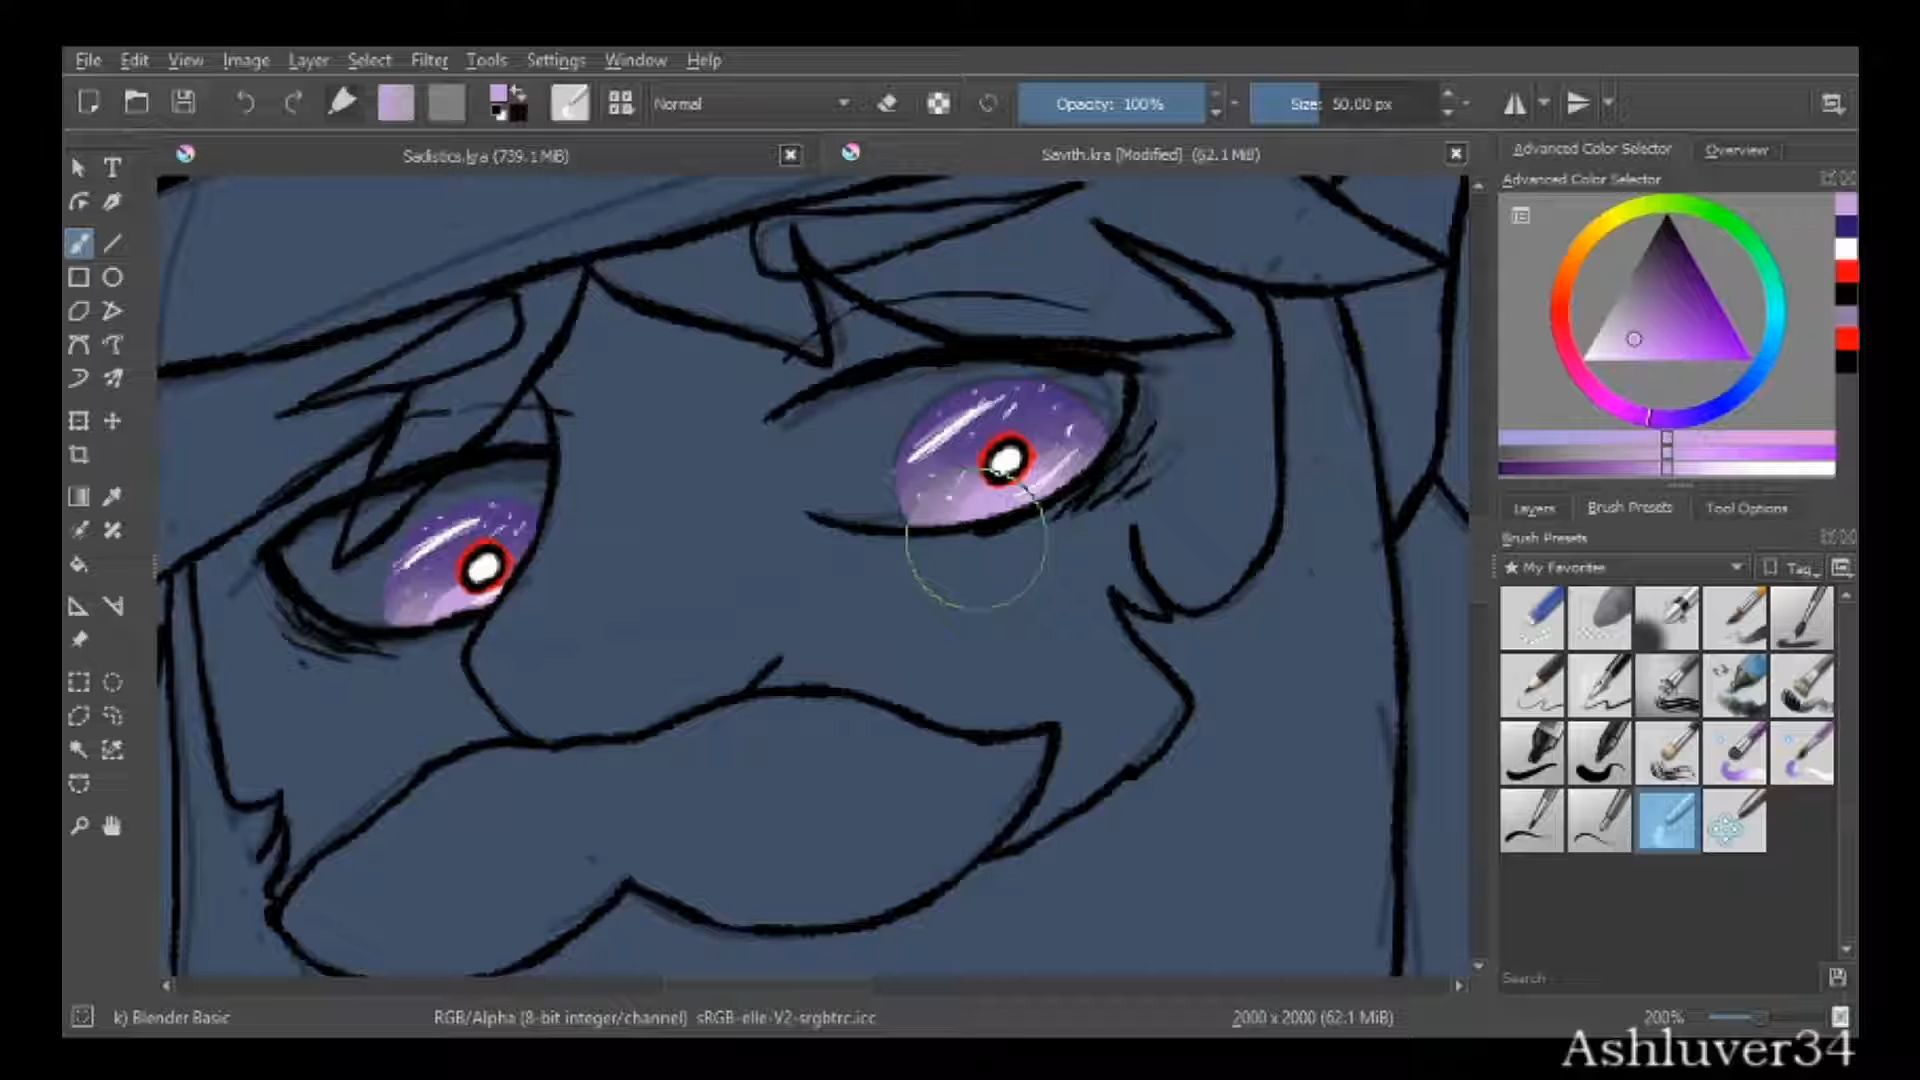 File Edit View Image Layer Select Filter Tools Settings Window Help
Normal Opacity: 100% Size: 50.00 px
Sadistics.kra (739.1 MiB) Savith.kra [Modified] (62.1 MiB)
Advanced Color Selector Overview
Advanced Color Selector
Layers Brush Presets Tool Options
Brush Presets
★ My Favorites Tag
Search
k) Blender Basic RGB/Alpha (8-bit integer/channel) sRGB-elle-V2-srgbtrc.icc 2000 x 2000 (62.1 MiB) 200%
Ashluver34